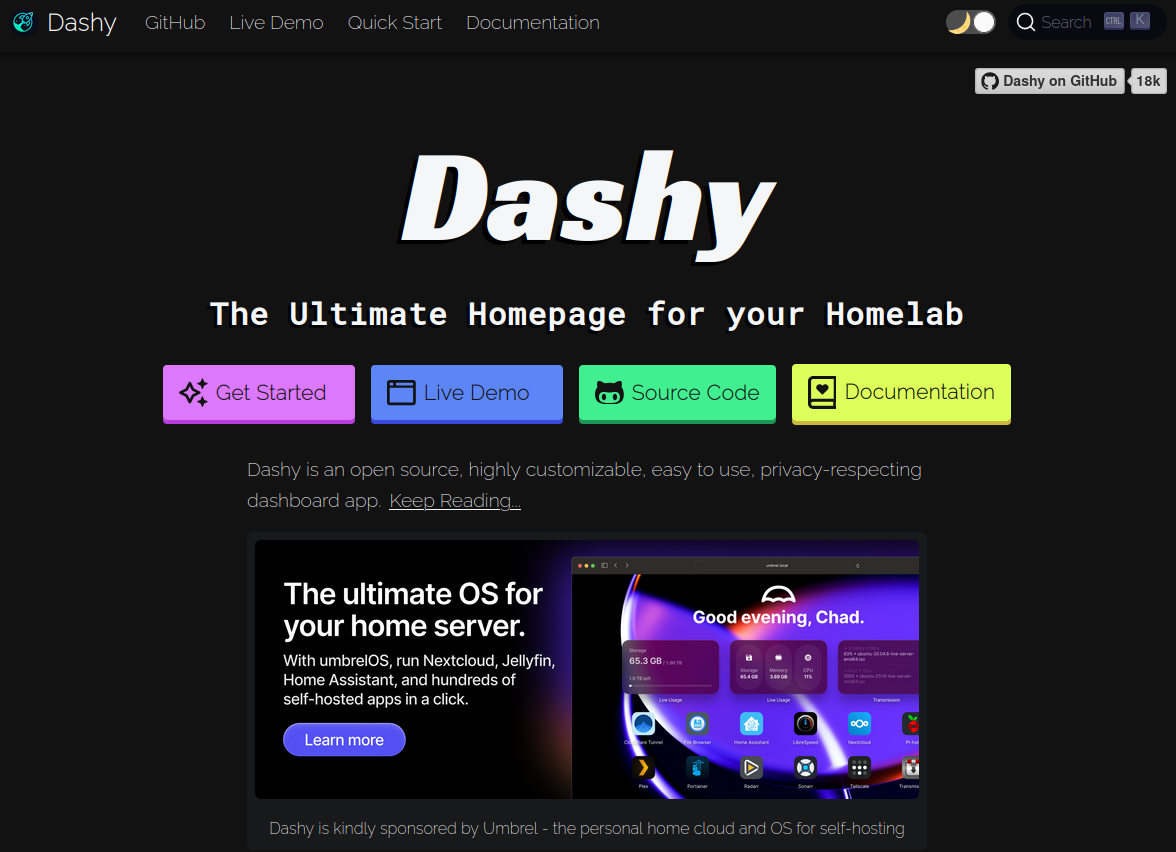 Dashy GitHub Live Demo Quick Start Documentation Search CTRL K
Dashy on GitHub 18k
Dashy
The Ultimate Homepage for your Homelab
Get Started Live Demo Source Code Documentation
Dashy is an open source, highly customizable, easy to use, privacy-respecting
dashboard app. Keep Reading...
umbrel.local
The ultimate OS for
your home server.
With umbrelOS, run Nextcloud, Jellyfin,
Home Assistant, and hundreds of
self-hosted apps in a click.
Learn more
Good evening, Chad.
Storage
65.3 GB / 1.96 TB
1.9 TB left
Storage Memory CPU
65.4 GB 3.69 GB 11%
Live Usage Live Usage Transmission
Cloudflare Tunnel File Browser Home Assistant LibreSpeed Nextcloud Pi-hol
Plex Portainer Radarr Sonarr Tailscale Transmis
Dashy is kindly sponsored by Umbrel - the personal home cloud and OS for self-hosting